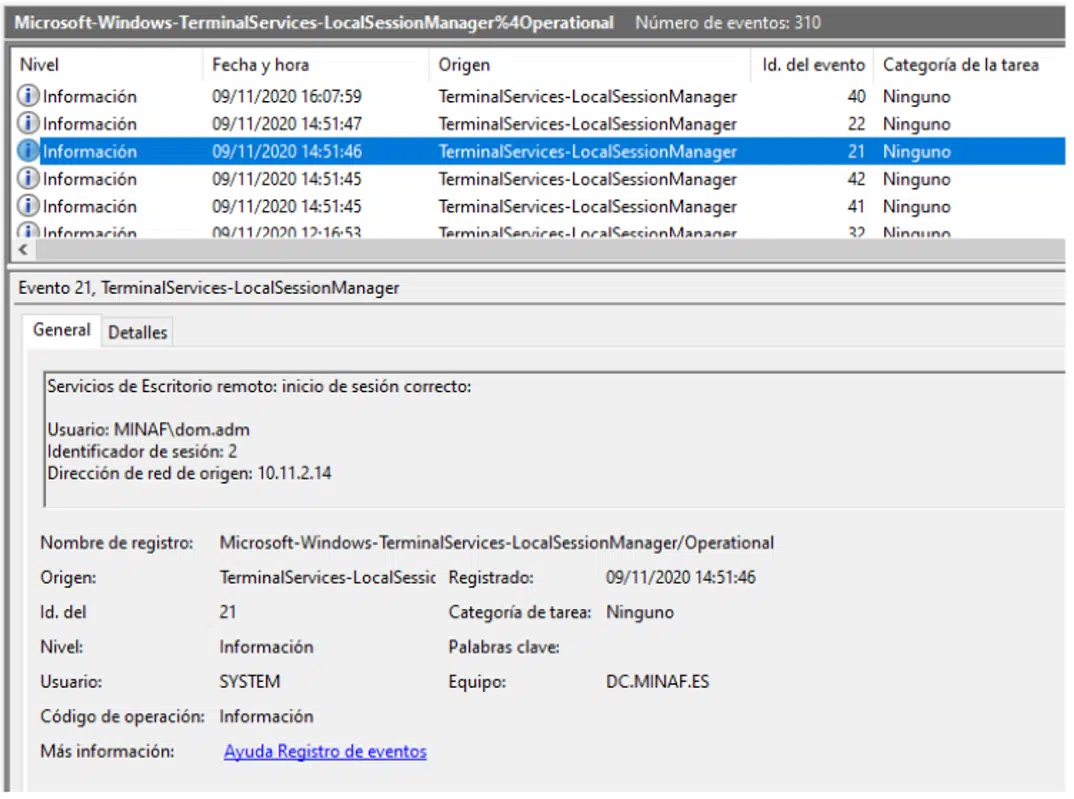 Microsoft-Windows-TerminalServices-LocalSessionManager%4Operational Número de eventos: 310
Nivel Fecha y hora Origen Id. del evento Categoría de la tarea
Información 09/11/2020 16:07:59 TerminalServices-LocalSessionManager 40 Ninguno
Información 09/11/2020 14:51:47 TerminalServices-LocalSessionManager 22 Ninguno
Información 09/11/2020 14:51:46 TerminalServices-LocalSessionManager 21 Ninguno
Información 09/11/2020 14:51:45 TerminalServices-LocalSessionManager 42 Ninguno
Información 09/11/2020 14:51:45 TerminalServices-LocalSessionManager 41 Ninguno
Información 09/11/2020 12:16:53 TerminalServices-LocalSessionManager 32 Ninguno
Evento 21, TerminalServices-LocalSessionManager
General Detalles
Servicios de Escritorio remoto: inicio de sesión correcto:
Usuario: MINAF\dom.adm
Identificador de sesión: 2
Dirección de red de origen: 10.11.2.14
Nombre de registro: Microsoft-Windows-TerminalServices-LocalSessionManager/Operational
Origen: TerminalServices-LocalSessic Registrado: 09/11/2020 14:51:46
Id. del 21 Categoría de tarea: Ninguno
Nivel: Información Palabras clave:
Usuario: SYSTEM Equipo: DC.MINAF.ES
Código de operación: Información
Más información: Ayuda Registro de eventos